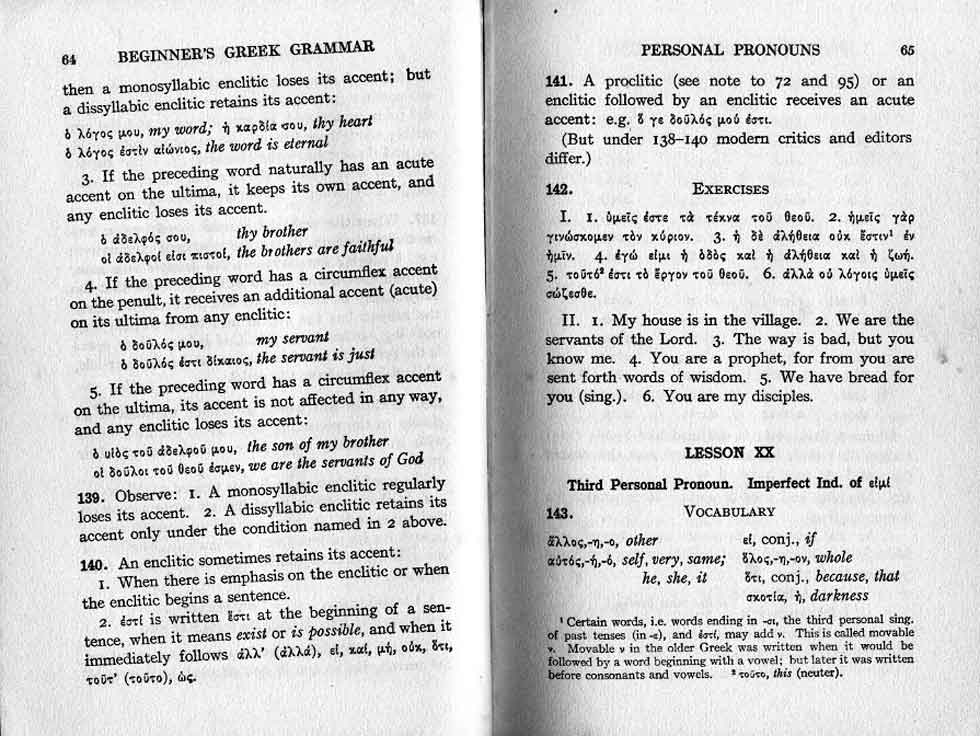 64 BEGINNER'S GREEK GRAMMAR
then a monosyllabic enclitic loses its accent; but
a dissyllabic enclitic retains its accent:
ὁ λόγος μου, my word; ἡ καρδία σου, thy heart
ὁ λόγος ἐστὶν αἰώνιος, the word is eternal
3. If the preceding word naturally has an acute
accent on the ultima, it keeps its own accent, and
any enclitic loses its accent.
ὁ ἀδελφός σου, thy brother
οἱ ἀδελφοί εἰσι πιστοί, the brothers are faithful
4. If the preceding word has a circumflex accent
on the penult, it receives an additional accent (acute)
on its ultima from any enclitic:
ὁ δοῦλός μου, my servant
ὁ δοῦλός ἐστι δίκαιος, the servant is just
5. If the preceding word has a circumflex accent
on the ultima, its accent is not affected in any way,
and any enclitic loses its accent:
ὁ υἱὸς τοῦ ἀδελφοῦ μου, the son of my brother
οἱ δοῦλοι τοῦ θεοῦ ἐσμεν, we are the servants of God
139. Observe: 1. A monosyllabic enclitic regularly
loses its accent. 2. A dissyllabic enclitic retains its
accent only under the condition named in 2 above.
140. An enclitic sometimes retains its accent:
1. When there is emphasis on the enclitic or when
the enclitic begins a sentence.
2. ἐστί is written ἔστι at the beginning of a sen-
tence, when it means exist or is possible, and when it
immediately follows ἀλλ' (ἀλλά), εἰ, καί, μή, οὐκ, ὅτι,
τοῦτ' (τοῦτο), ὡς.
PERSONAL PRONOUNS 65
141. A proclitic (see note to 72 and 95) or an
enclitic followed by an enclitic receives an acute
accent: e.g. ὅ γε δοῦλός μού ἐστι.
(But under 138–140 modern critics and editors
differ.)
142. EXERCISES
I. 1. ὑμεῖς ἐστε τὰ τέκνα τοῦ θεοῦ. 2. ἡμεῖς γὰρ
γινώσκομεν τὸν κύριον. 3. ἡ δὲ ἀλήθεια οὐκ ἔστιν¹ ἐν
ἡμῖν. 4. ἐγώ εἰμι ἡ ὁδὸς καὶ ἡ ἀλήθεια καὶ ἡ ζωή.
5. τοῦτό² ἐστι τὸ ἔργον τοῦ θεοῦ. 6. ἀλλὰ οὐ λόγοις ὑμεῖς
σώζεσθε.
II. 1. My house is in the village. 2. We are the
servants of the Lord. 3. The way is bad, but you
know me. 4. You are a prophet, for from you are
sent forth words of wisdom. 5. We have bread for
you (sing.). 6. You are my disciples.
LESSON XX
Third Personal Pronoun. Imperfect Ind. of εἰμί
143. VOCABULARY
ἄλλος,-η,-ο, other εἰ, conj., if
αὐτός,-ή,-ό, self, very, same; ὅλος,-η,-ον, whole
he, she, it ὅτι, conj., because, that
σκοτία, ἡ, darkness
¹ Certain words, i.e. words ending in -σι, the third personal sing.
of past tenses (in -ε), and ἐστί, may add ν. This is called movable
ν. Movable ν in the older Greek was written when it would be
followed by a word beginning with a vowel; but later it was written
before consonants and vowels. ² τοῦτο, this (neuter).